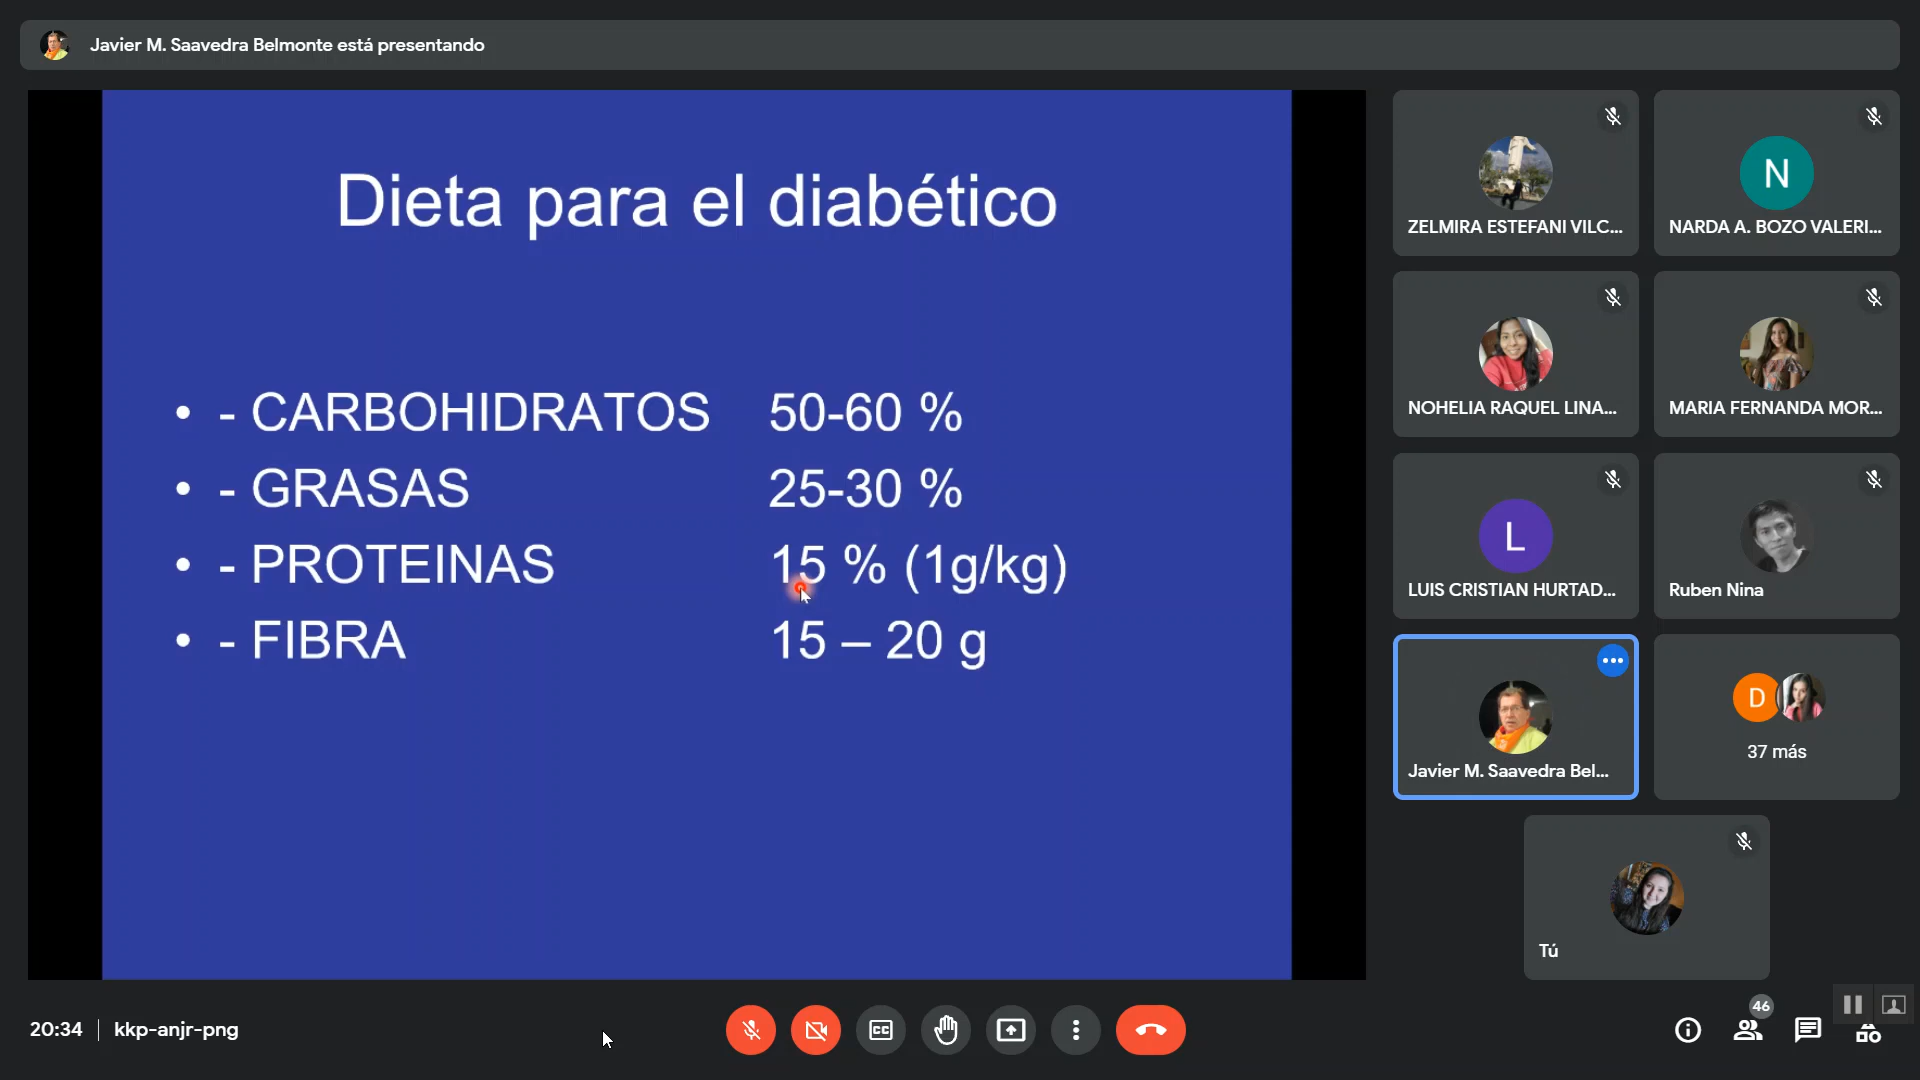 Javier M. Saavedra Belmonte está presentando
Dieta para el diabético
• - CARBOHIDRATOS 50-60 %
• - GRASAS 25-30 %
• - PROTEINAS 15 % (1g/kg)
• - FIBRA 15 – 20 g
ZELMIRA ESTEFANI VILC...
N
NARDA A. BOZO VALERI...
NOHELIA RAQUEL LINA...
MARIA FERNANDA MOR...
L
LUIS CRISTIAN HURTAD...
Ruben Nina
Javier M. Saavedra Bel...
D
37 más
Tú
20:34 | kkp-anjr-png
CC
46